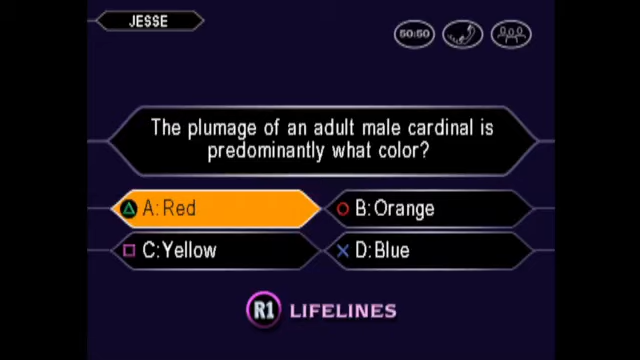 JESSE
50:50
The plumage of an adult male cardinal is
predominantly what color?
A: Red
B: Orange
C: Yellow
D: Blue
R1 LIFELINES